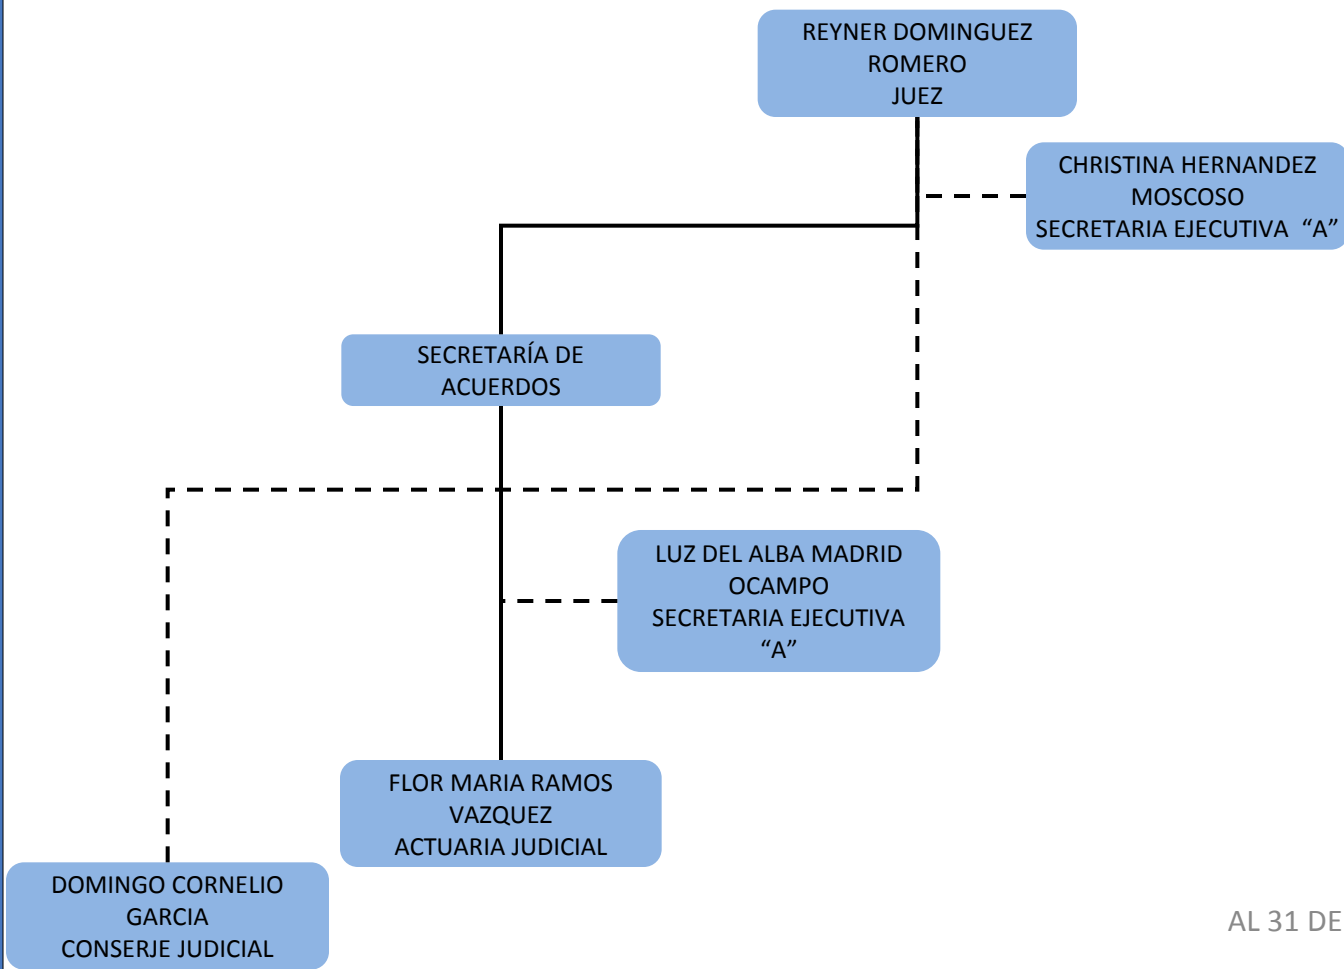 REYNER DOMINGUEZ
ROMERO
JUEZ
CHRISTINA HERNANDEZ
MOSCOSO
SECRETARIA EJECUTIVA “A”
SECRETARÍA DE
ACUERDOS
LUZ DEL ALBA MADRID
OCAMPO
SECRETARIA EJECUTIVA
“A”
FLOR MARIA RAMOS
VAZQUEZ
ACTUARIA JUDICIAL
DOMINGO CORNELIO
GARCIA
CONSERJE JUDICIAL
AL 31 DE